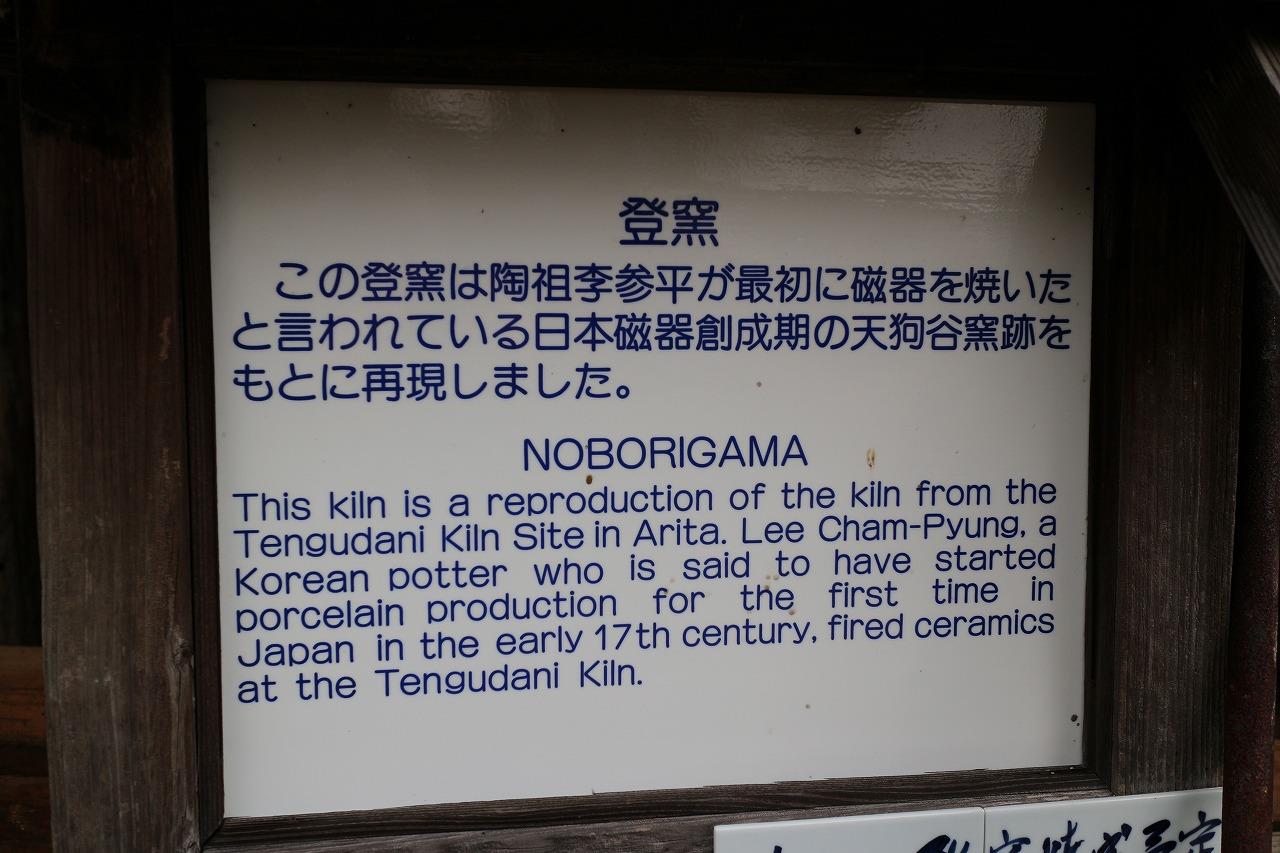 登窯
この登窯は陶祖李参平が最初に磁器を焼いた
と言われている日本磁器創成期の天狗谷窯跡を
もとに再現しました。
NOBORIGAMA
This kiln is a reproduction of the kiln from the
Tengudani Kiln Site in Arita. Lee Cham-Pyung, a
Korean potter who is said to have started
porcelain production for the first time in
Japan in the early 17th century, fired ceramics
at the Tengudani Kiln.